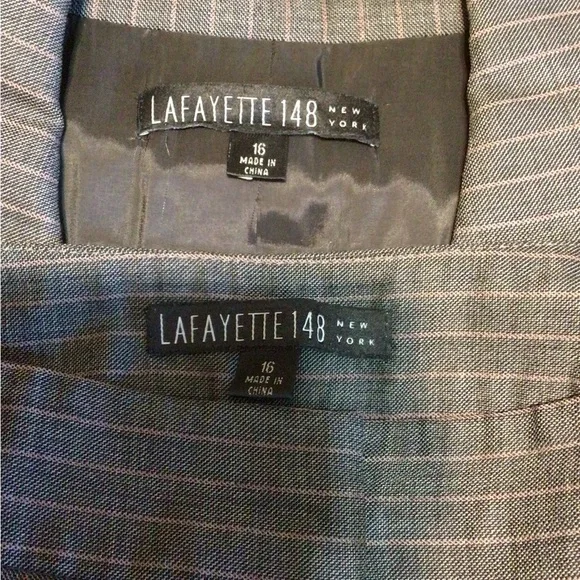 LAFAYETTE 148 NEW YORK
16
MADE IN
CHINA
LAFAYETTE 148 NEW YORK
16
MADE IN
CHINA